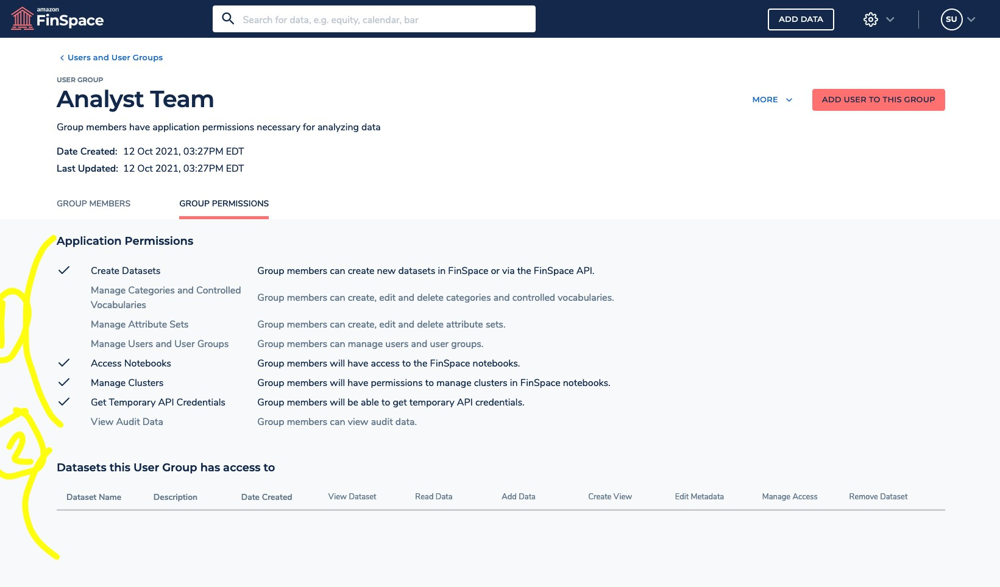 amazon
FinSpace
Search for data, e.g. equity, calendar, bar
ADD DATA
SU
Users and User Groups
USER GROUP
Analyst Team
MORE
ADD USER TO THIS GROUP
Group members have application permissions necessary for analyzing data
Date Created: 12 Oct 2021, 03:27PM EDT
Last Updated: 12 Oct 2021, 03:27PM EDT
GROUP MEMBERS GROUP PERMISSIONS
1
Application Permissions
Create Datasets Group members can create new datasets in FinSpace or via the FinSpace API.
Manage Categories and Controlled
Vocabularies
Group members can create, edit and delete categories and controlled vocabularies.
Manage Attribute Sets Group members can create, edit and delete attribute sets.
Manage Users and User Groups Group members can manage users and user groups.
Access Notebooks Group members will have access to the FinSpace notebooks.
Manage Clusters Group members will have permissions to manage clusters in FinSpace notebooks.
Get Temporary API Credentials Group members will be able to get temporary API credentials.
View Audit Data Group members can view audit data.
2
Datasets this User Group has access to
Dataset Name Description Date Created View Dataset Read Data Add Data Create View Edit Metadata Manage Access Remove Dataset